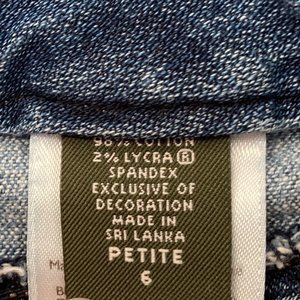 98% COTTON
2% LYCRA ®
SPANDEX
EXCLUSIVE OF
DECORATION
MADE IN
SRI LANKA
PETITE
6